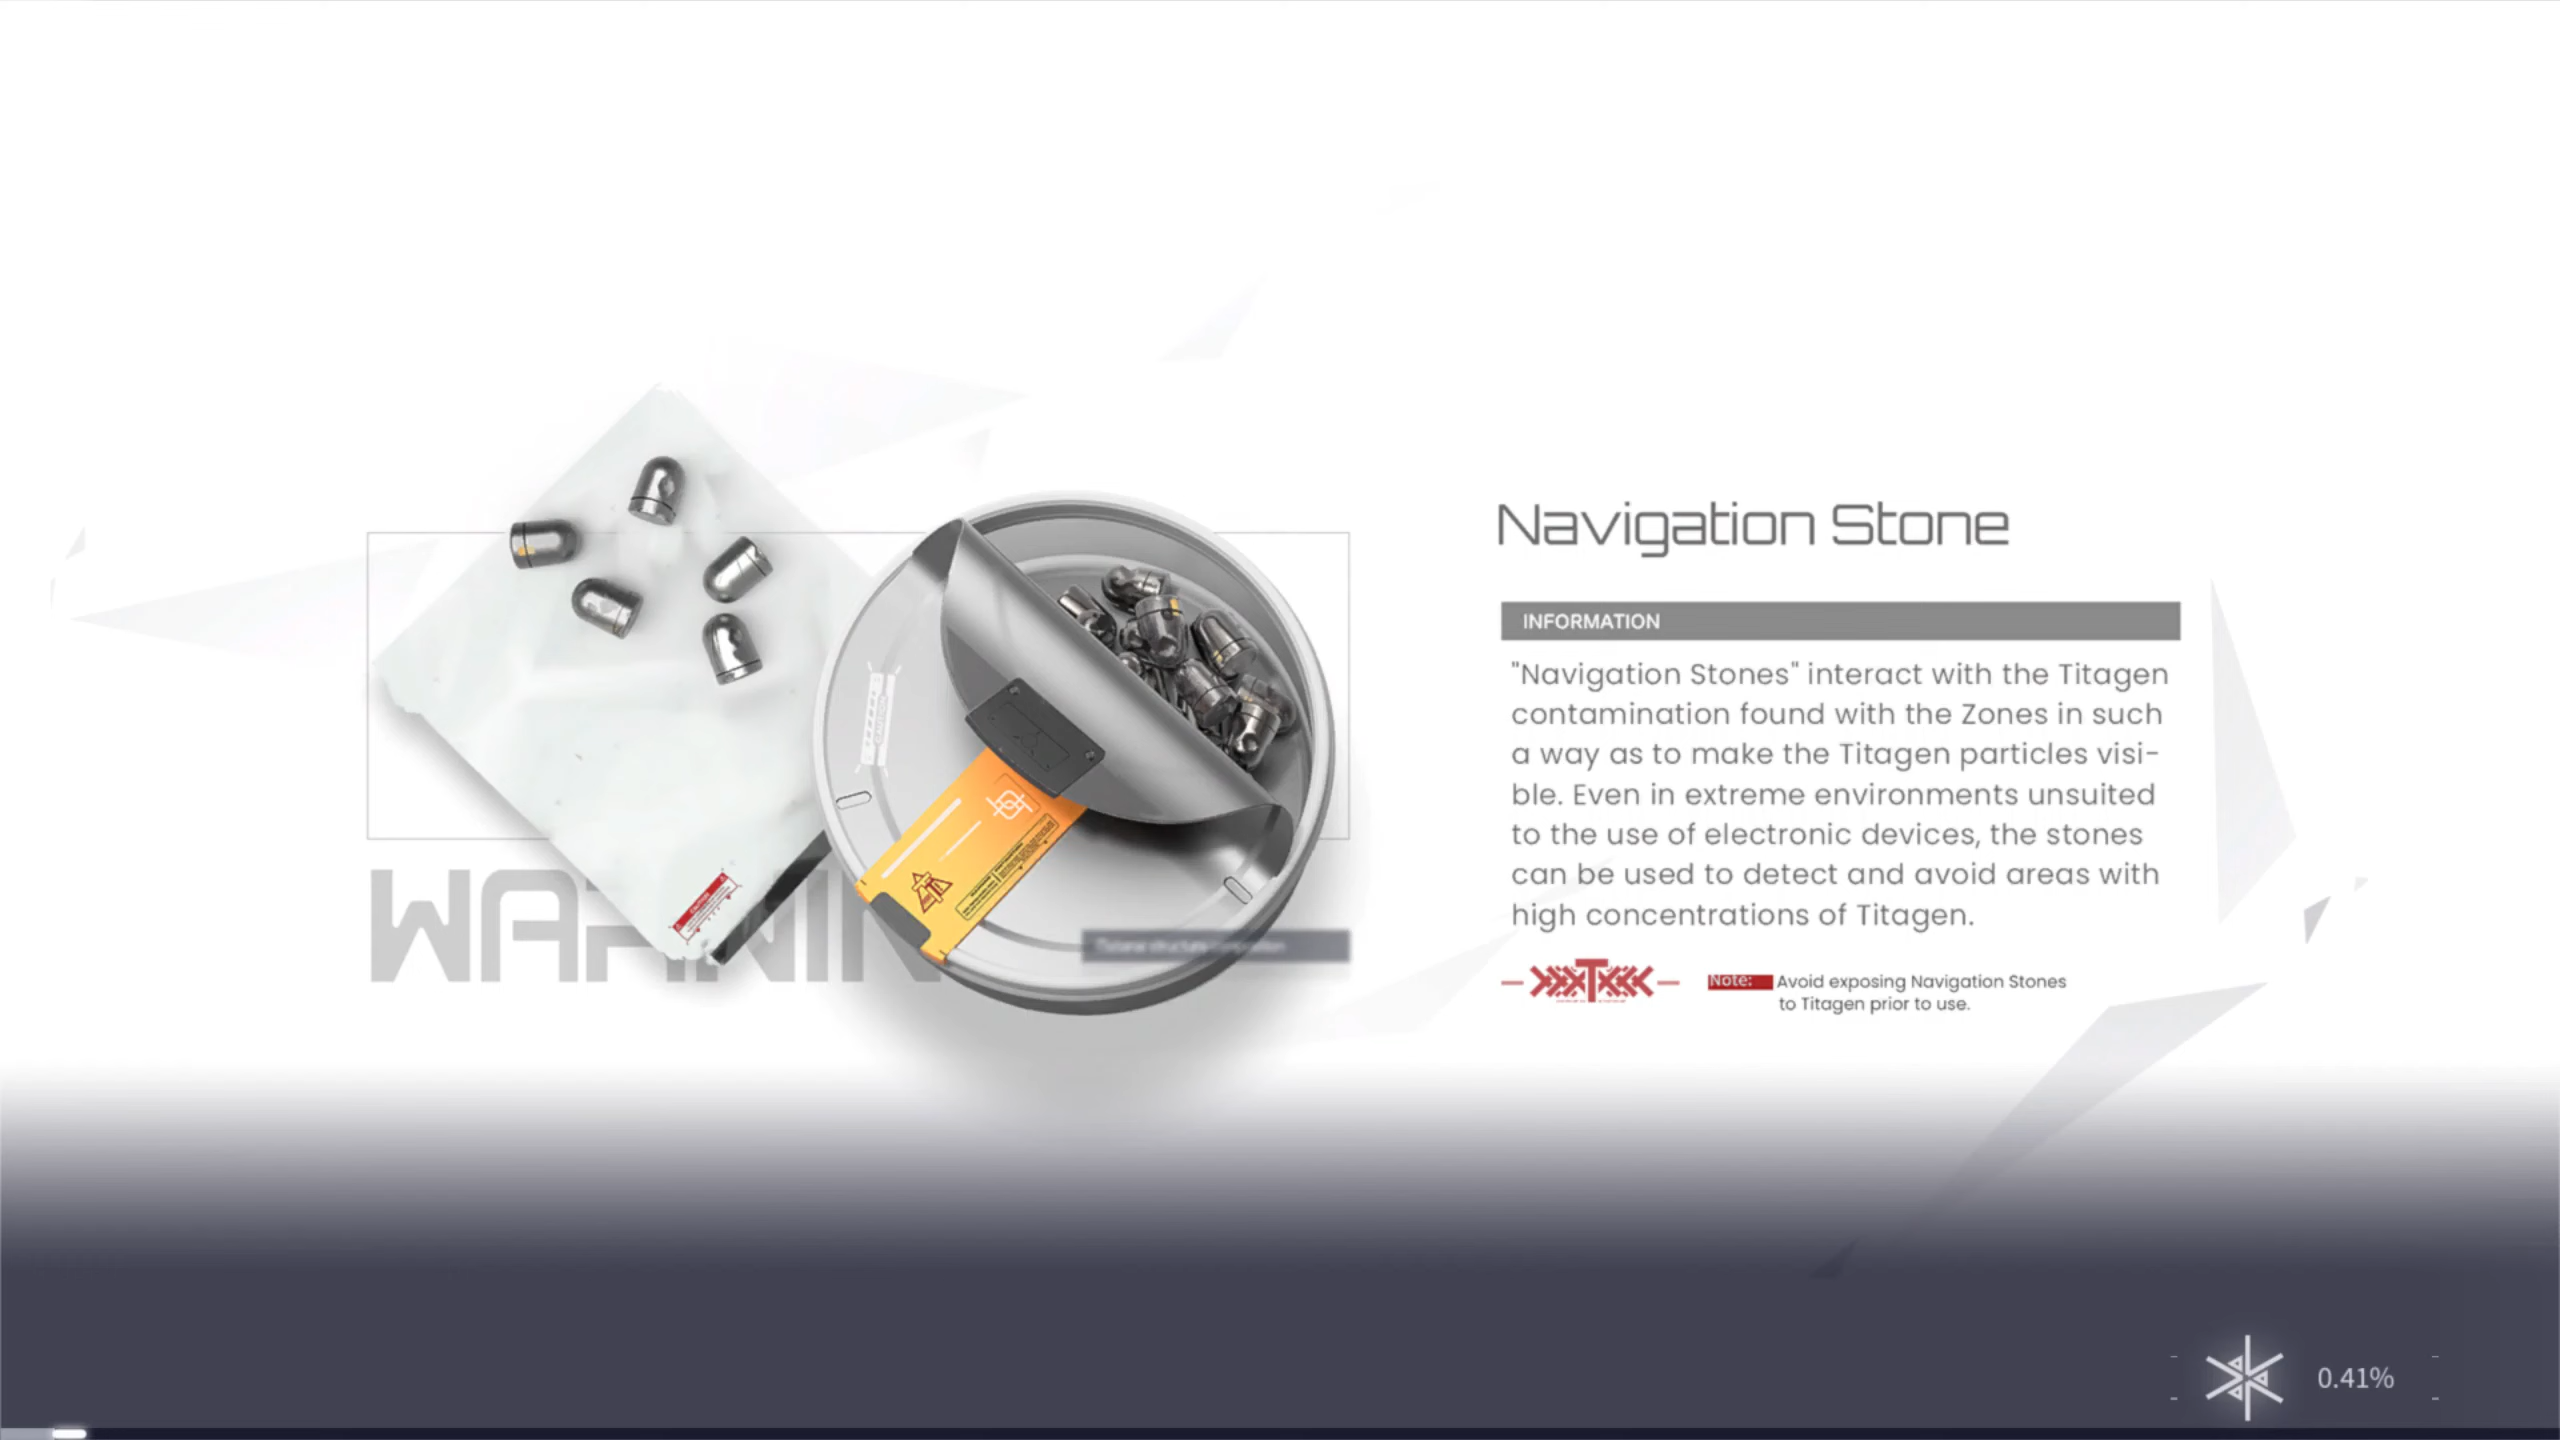 Navigation Stone
INFORMATION
"Navigation Stones" interact with the Titagen
contamination found with the Zones in such
a way as to make the Titagen particles visi-
ble. Even in extreme environments unsuited
to the use of electronic devices, the stones
can be used to detect and avoid areas with
high concentrations of Titagen.
Note: Avoid exposing Navigation Stones
to Titagen prior to use.
WARNIN
CAUTION
0.41%